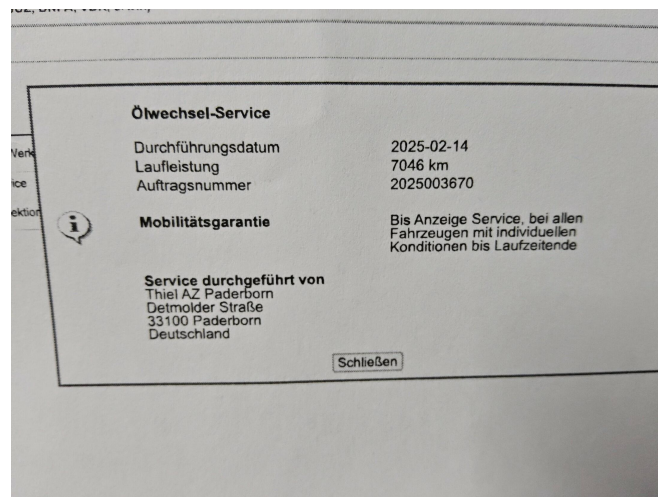 Ölwechsel-Service
Durchführungsdatum 2025-02-14
Laufleistung 7046 km
Auftragsnummer 2025003670
Mobilitätsgarantie Bis Anzeige Service, bei allen
Fahrzeugen mit individuellen
Konditionen bis Laufzeitende
Service durchgeführt von
Thiel AZ Paderborn
Detmolder Straße
33100 Paderborn
Deutschland
Schließen